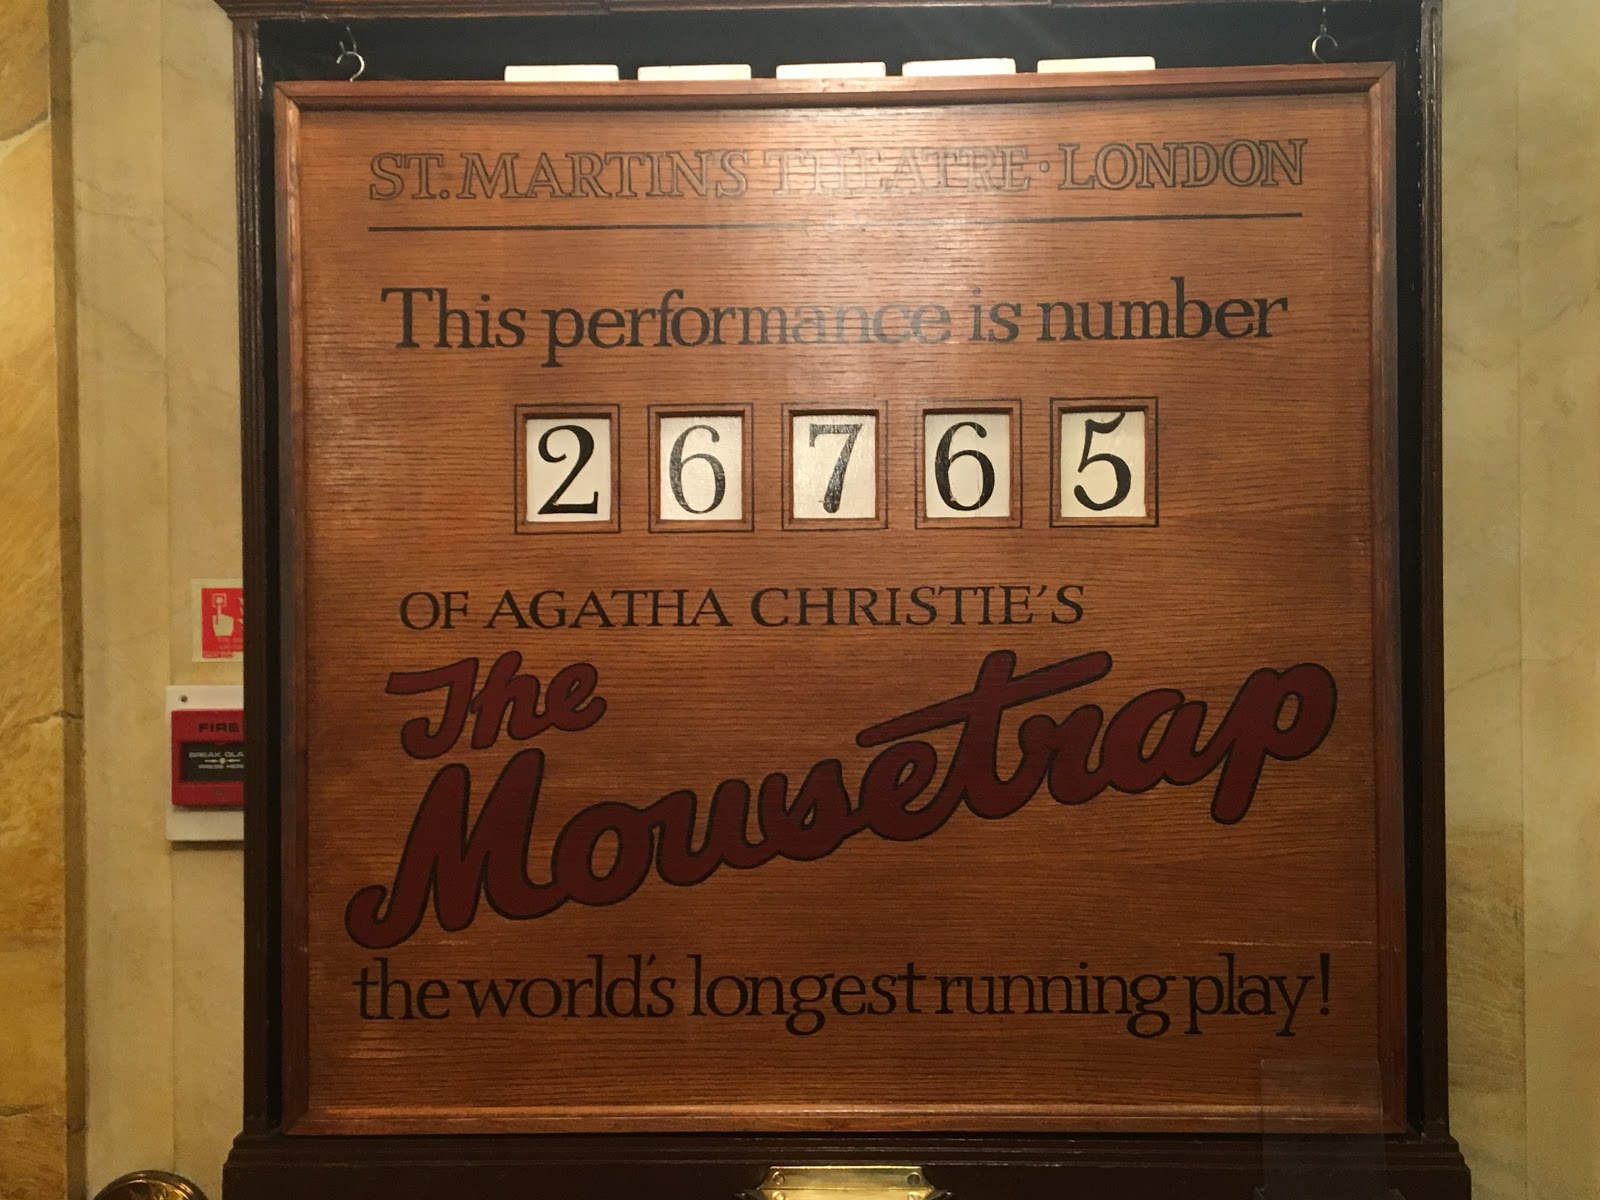 ST. MARTIN'S THEATRE · LONDON
This performance is number
26765
OF AGATHA CHRISTIE'S
The
Mousetrap
the world's longest running play!
FIRE